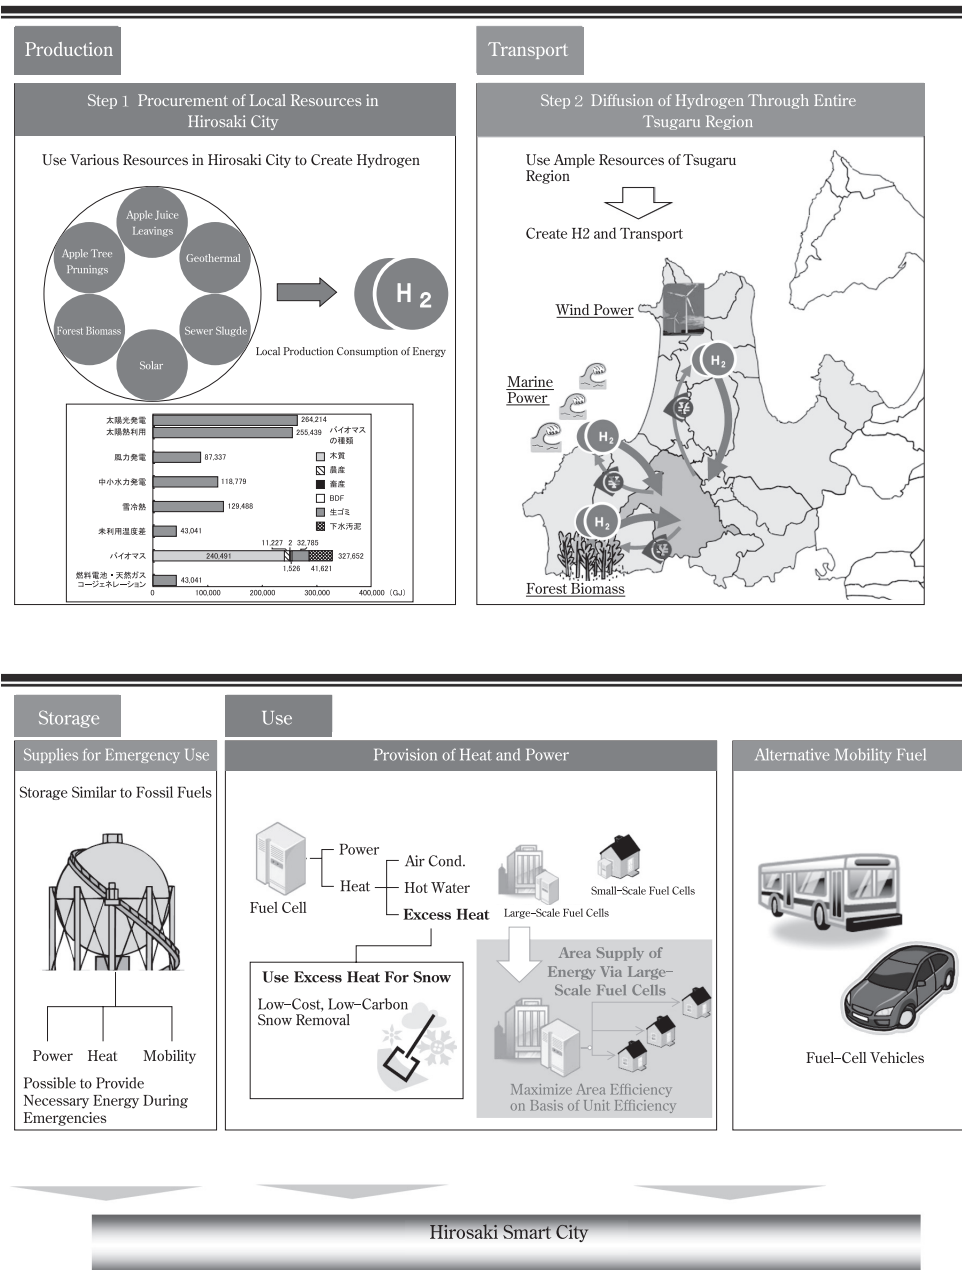 Production
Step 1 Procurement of Local Resources in
Hirosaki City
Use Various Resources in Hirosaki City to Create Hydrogen
Apple Juice
Leavings
Apple Tree
Prunings
Geothermal
Forest Biomass
Sewer Slugde
Solar
H2
Local Production Consumption of Energy
太陽光発電
264,214
太陽熱利用
255,439
風力発電
87,337
中小水力発電
118,779
雪冷熱
129,488
未利用温度差
43,041
バイオマス
240,491
11,227
2
32,785
1,526
41,621
327,652
燃料電池・天然ガス
コージェネレーション
43,041
0
100,000
200,000
300,000
400,000 (GJ)
バイオマス
の種類
木質
農産
畜産
BDF
生ゴミ
下水汚泥
Transport
Step 2 Diffusion of Hydrogen Through Entire
Tsugaru Region
Use Ample Resources of Tsugaru
Region
Create H2 and Transport
Wind Power
H2
¥
Marine
Power
H2
¥
H2
¥
Forest Biomass
Storage
Supplies for Emergency Use
Storage Similar to Fossil Fuels
Power
Heat
Mobility
Possible to Provide
Necessary Energy During
Emergencies
Use
Provision of Heat and Power
Fuel Cell
Power
Heat
Air Cond.
Hot Water
Excess Heat
Use Excess Heat For Snow
Low-Cost, Low-Carbon
Snow Removal
Large-Scale Fuel Cells
Small-Scale Fuel Cells
Area Supply of
Energy Via Large-
Scale Fuel Cells
Maximize Area Efficiency
on Basis of Unit Efficiency
Alternative Mobility Fuel
Fuel-Cell Vehicles
Hirosaki Smart City